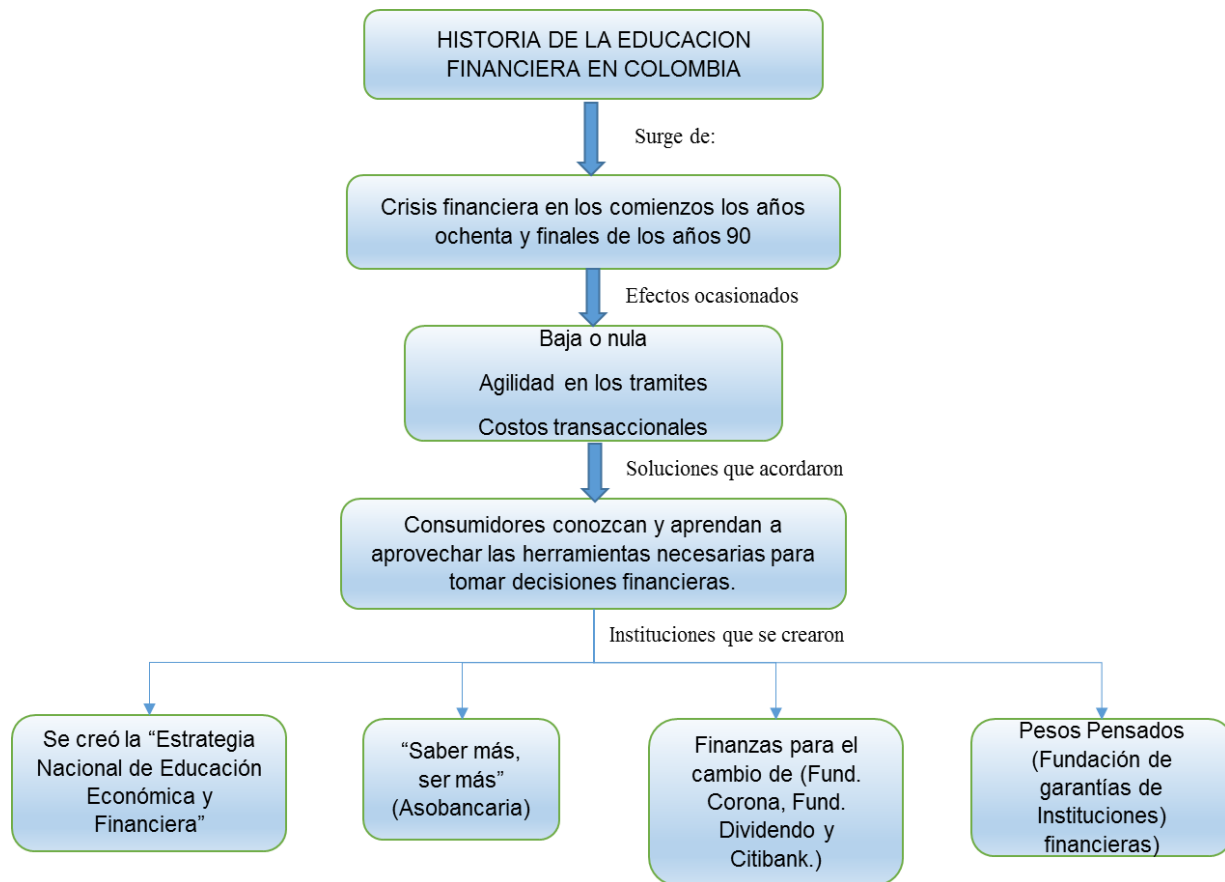 HISTORIA DE LA EDUCACION
FINANCIERA EN COLOMBIA
Surge de:
Crisis financiera en los comienzos los años
ochenta y finales de los años 90
Efectos ocasionados
Baja o nula
Agilidad en los tramites
Costos transaccionales
Soluciones que acordaron
Consumidores conozcan y aprendan a
aprovechar las herramientas necesarias para
tomar decisiones financieras.
Instituciones que se crearon
Se creó la “Estrategia
Nacional de Educación
Económica y
Financiera”
“Saber más,
ser más”
(Asobancaria)
Finanzas para el
cambio de (Fund.
Corona, Fund.
Dividendo y
Citibank.)
Pesos Pensados
(Fundación de
garantías de
Instituciones)
financieras)